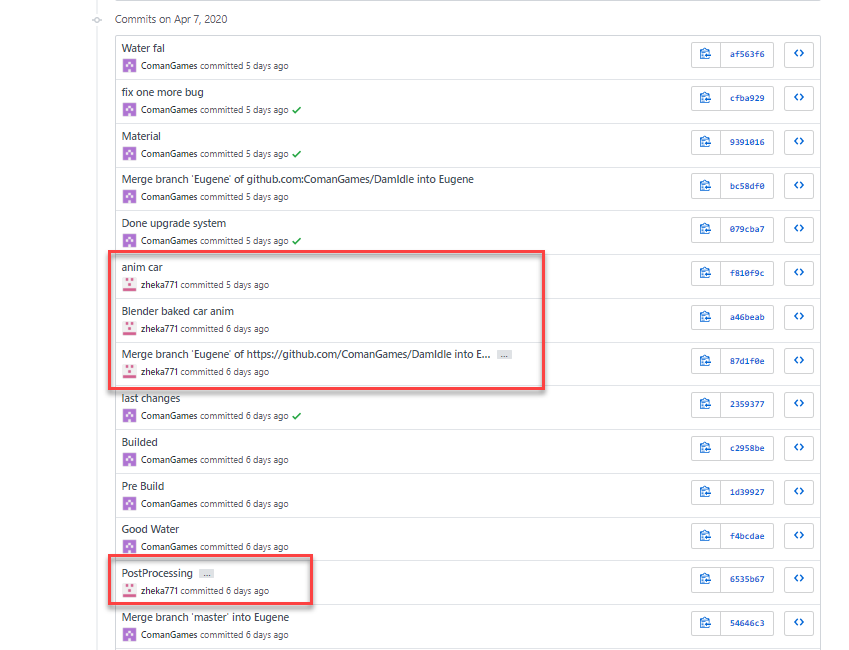 Commits on Apr 7, 2020
Water fal
ComanGames committed 5 days ago
af563f6
fix one more bug
ComanGames committed 5 days ago
cfba929
Material
ComanGames committed 5 days ago
9391016
Merge branch 'Eugene' of github.com:ComanGames/DamIdle into Eugene
ComanGames committed 5 days ago
bc58df0
Done upgrade system
ComanGames committed 5 days ago
079cba7
anim car
zheka771 committed 5 days ago
f810f9c
Blender baked car anim
zheka771 committed 6 days ago
a46beab
Merge branch 'Eugene' of https://github.com/ComanGames/DamIdle into E... ...
zheka771 committed 6 days ago
87d1f0e
last changes
ComanGames committed 6 days ago
2359377
Builded
ComanGames committed 6 days ago
c2958be
Pre Build
ComanGames committed 6 days ago
1d39927
Good Water
ComanGames committed 6 days ago
f4bcdae
PostProcessing ...
zheka771 committed 6 days ago
6535b67
Merge branch 'master' into Eugene
ComanGames committed 6 days ago
54646c3